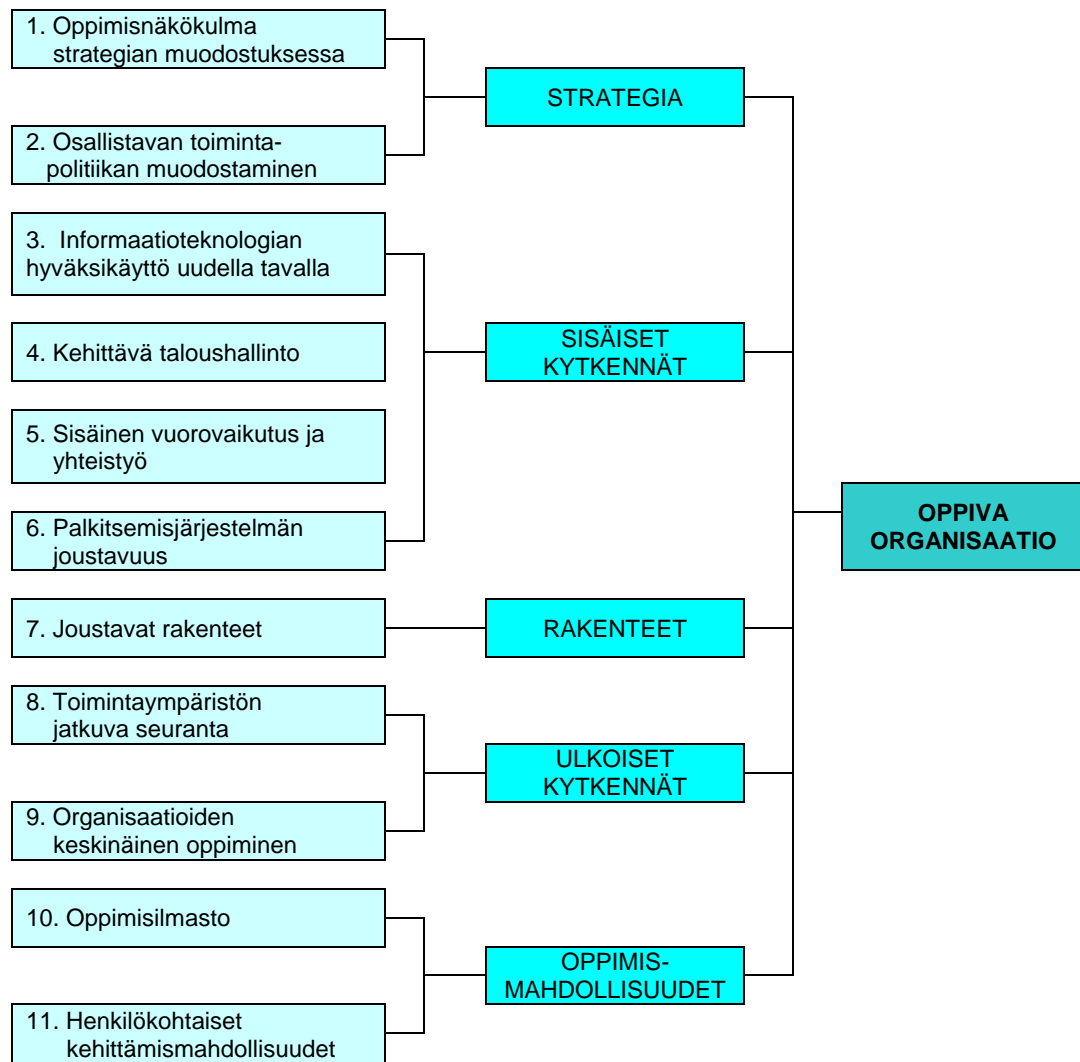 1. Oppimisnäkökulma
strategian muodostuksessa
STRATEGIA
2. Osallistavan toiminta-
politiikan muodostaminen
3. Informaatioteknologian
hyväksikäyttö uudella tavalla
4. Kehittävä taloushallinto
SISÄISET
KYTKENNÄT
5. Sisäinen vuorovaikutus ja
yhteistyö
6. Palkitsemisjärjestelmän
joustavuus
OPPIVA
ORGANISAATIO
7. Joustavat rakenteet
RAKENTEET
8. Toimintaympäristön
jatkuva seuranta
ULKOISET
KYTKENNÄT
9. Organisaatioiden
keskinäinen oppiminen
10. Oppimisilmasto
OPPIMIS-
MAHDOLLISUUDET
11. Henkilökohtaiset
kehittämismahdollisuudet